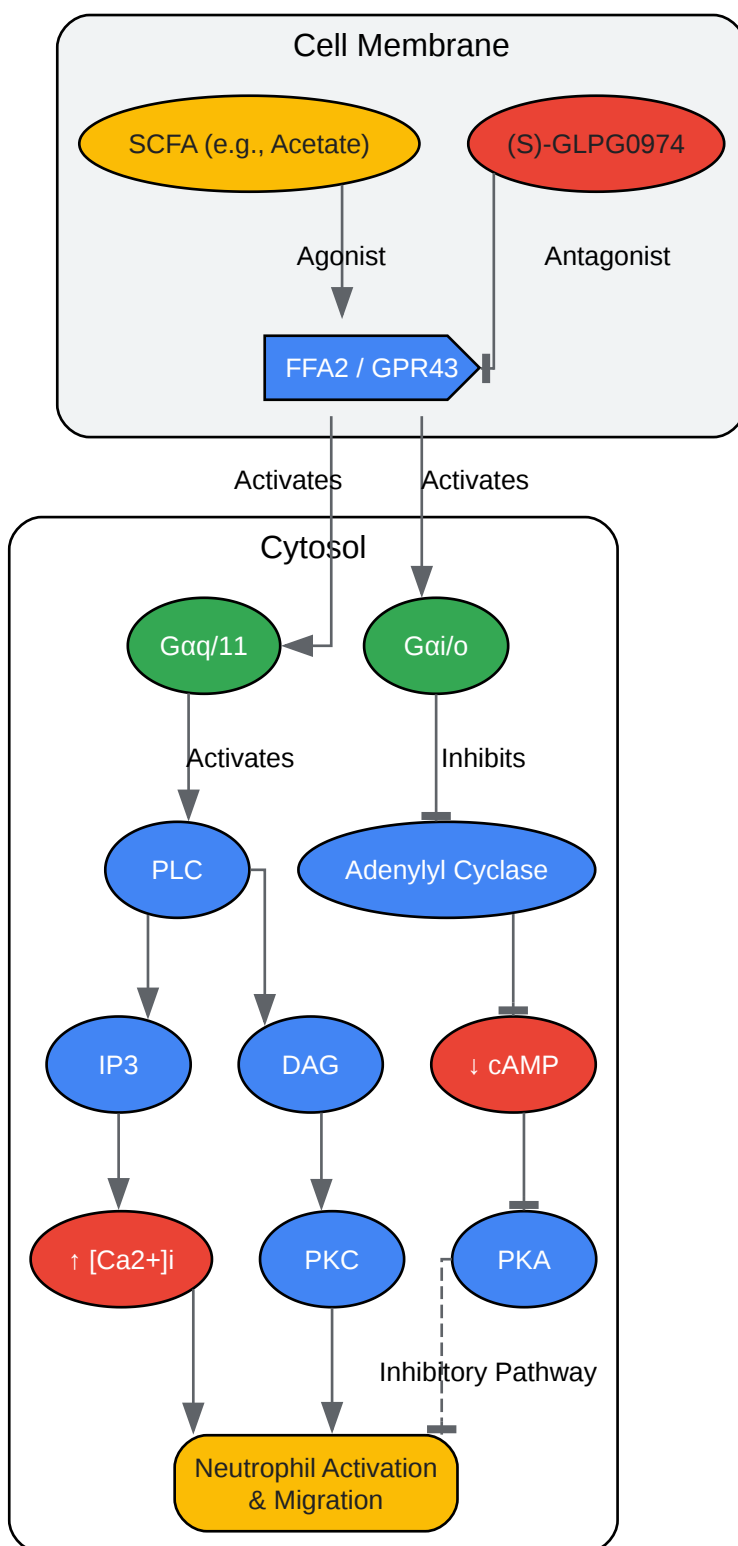 Cell Membrane
SCFA (e.g., Acetate)
(S)-GLPG0974
Agonist
Antagonist
FFA2 / GPR43
Activates
Activates
Cytosol
Gαq/11
Gαi/o
Activates
Inhibits
PLC
Adenylyl Cyclase
IP3
DAG
↓ cAMP
↑ [Ca2+]i
PKC
PKA
Inhibitory Pathway
Neutrophil Activation
& Migration